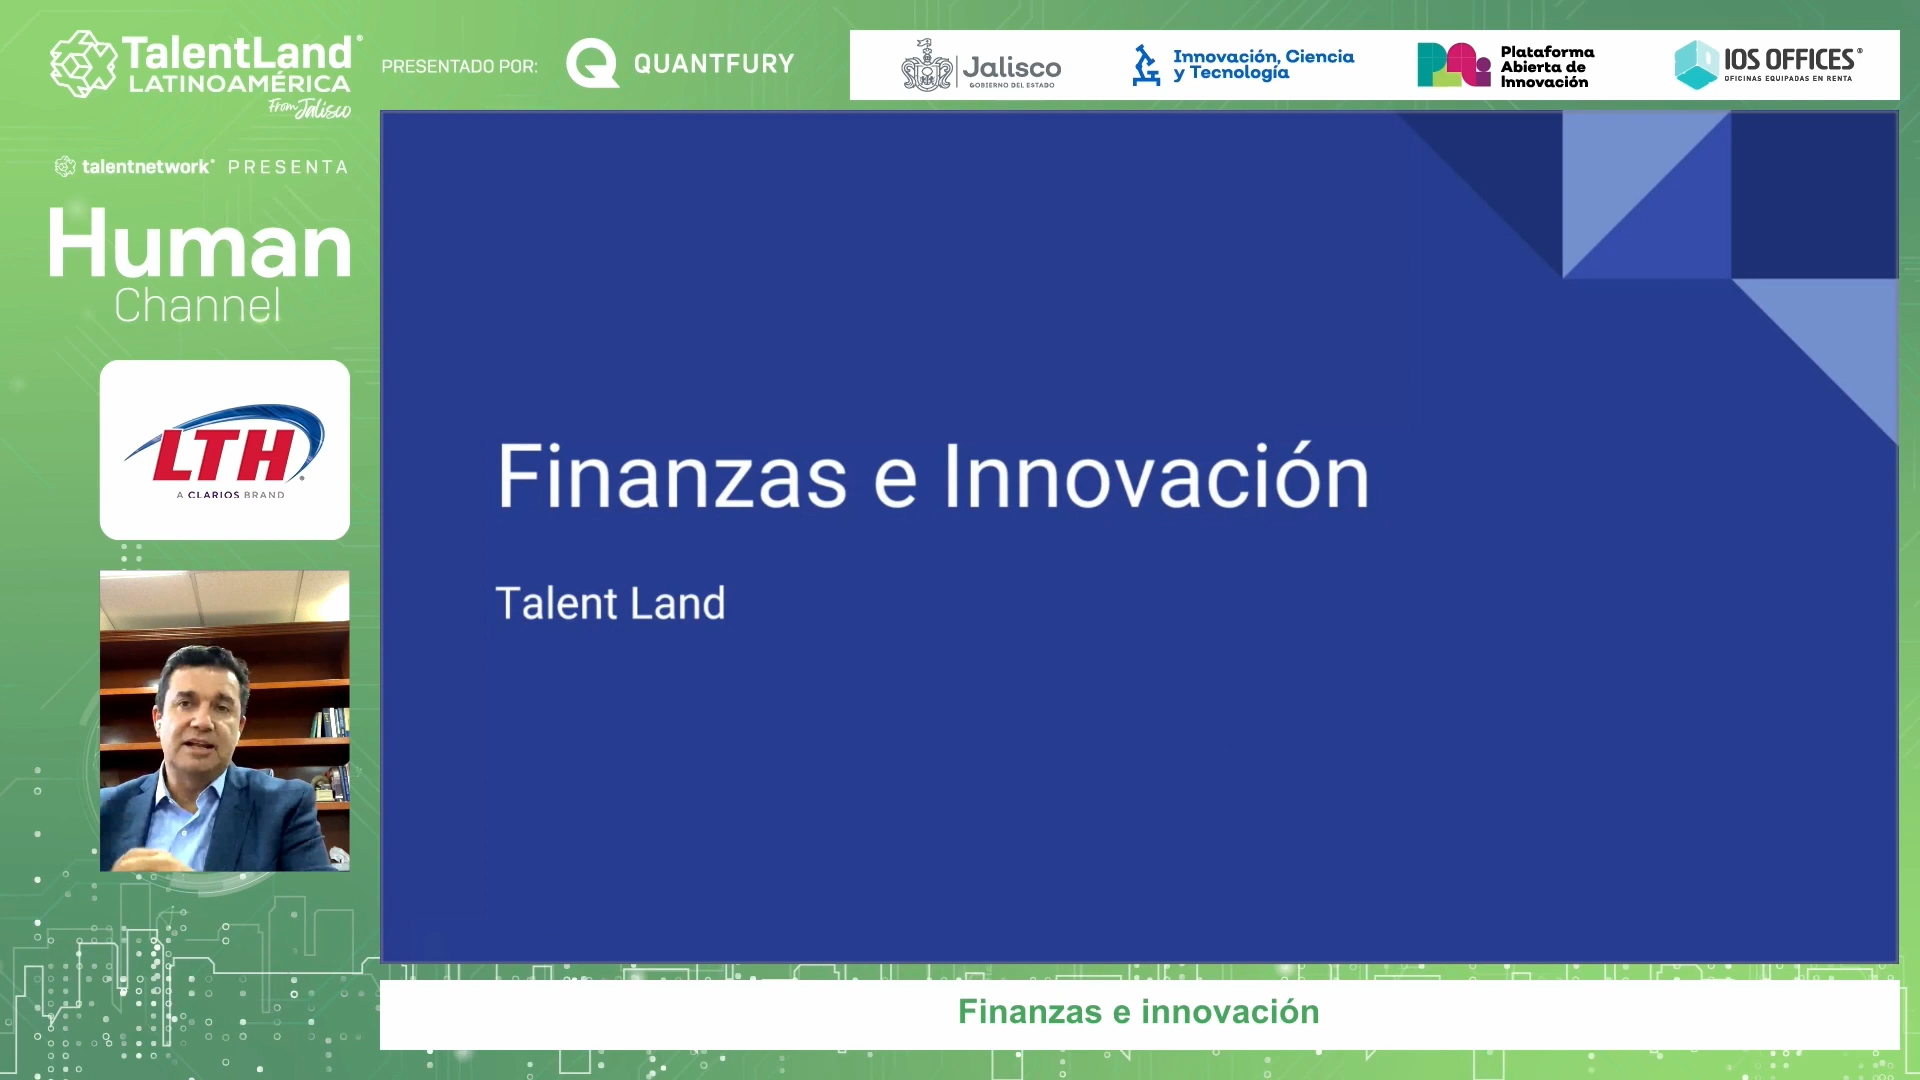 TalentLand®
LATINOAMÉRICA
From Jalisco
PRESENTADO POR:
QUANTFURY
Jalisco
GOBIERNO DEL ESTADO
Innovación, Ciencia
y Tecnología
Plataforma
Abierta de
Innovación
IOS OFFICES®
OFICINAS EQUIPADAS EN RENTA
talentnetwork® PRESENTA
Human
Channel
LTH®
A CLARIOS BRAND
Finanzas e Innovación
Talent Land
Finanzas e innovación